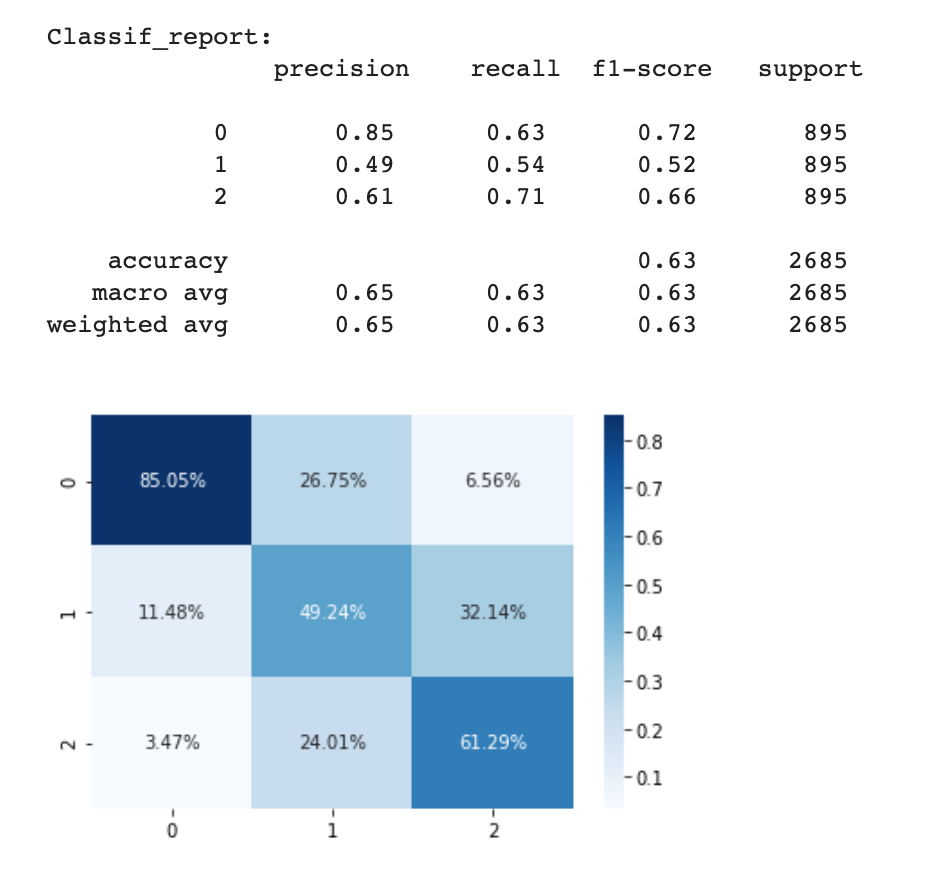 Classif_report:
precision recall f1-score support
0 0.85 0.63 0.72 895
1 0.49 0.54 0.52 895
2 0.61 0.71 0.66 895
accuracy 0.63 2685
macro avg 0.65 0.63 0.63 2685
weighted avg 0.65 0.63 0.63 2685
0 85.05% 26.75% 6.56%
1 11.48% 49.24% 32.14%
2 3.47% 24.01% 61.29%
0 1 2
0.8
0.7
0.6
0.5
0.4
0.3
0.2
0.1